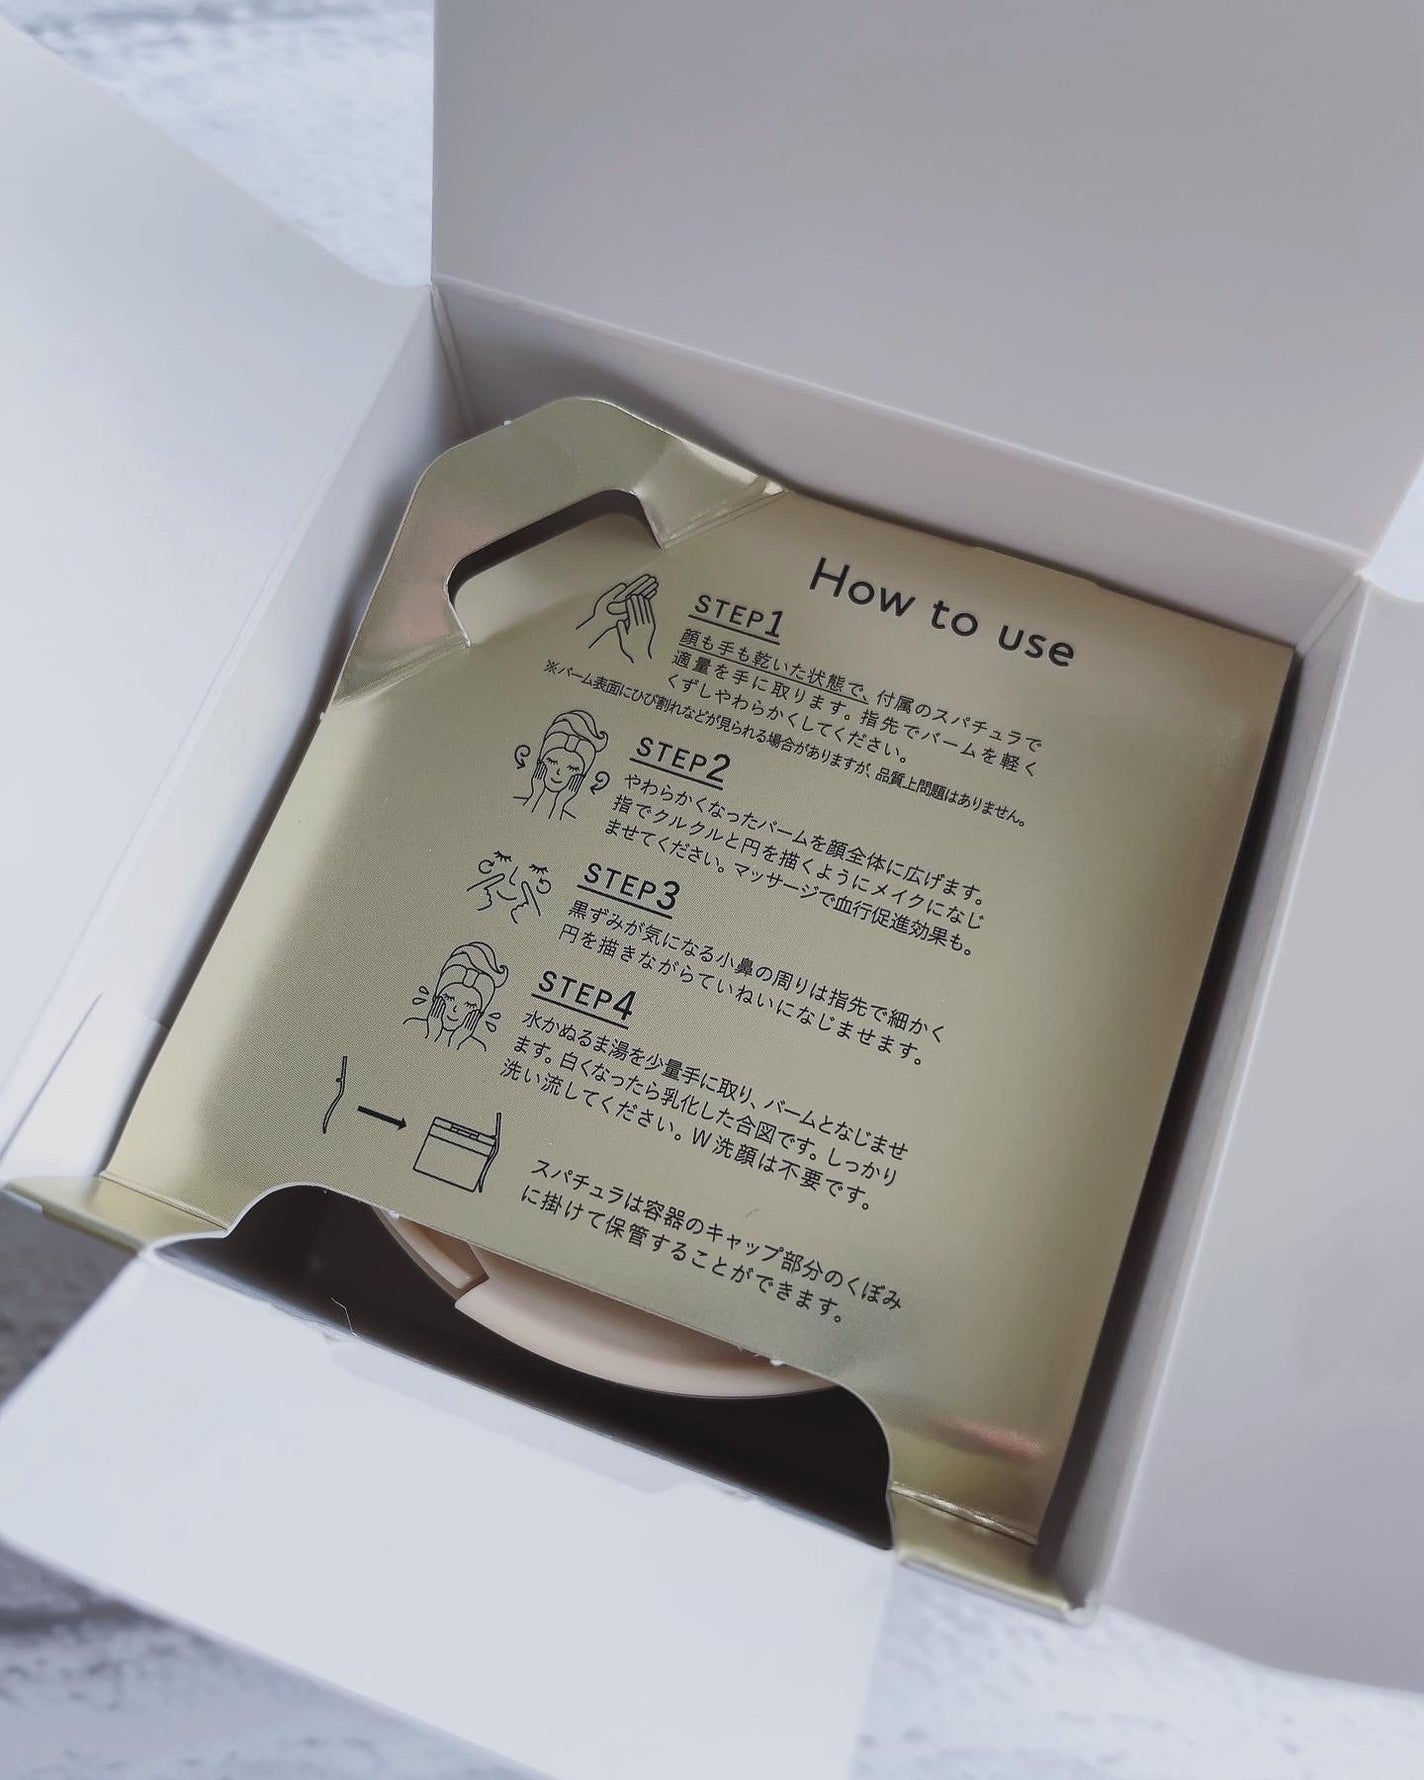 How to use
STEP1
顔も手も乾いた状態で、付属のスパチュラで
適量を手に取ります。指先でバームを軽く
くずしやわらかくしてください。
※バーム表面にひび割れなどが見られる場合がありますが、品質上問題はありません。
STEP2
やわらかくなったバームを顔全体に広げます。
指でクルクルと円を描くようにメイクになじ
ませてください。マッサージで血行促進効果も。
STEP3
黒ずみが気になる小鼻の周りは指先で細かく
円を描きながらていねいになじませます。
STEP4
水かぬるま湯を少量手に取り、バームとなじませ
ます。白くなったら乳化した合図です。しっかり
洗い流してください。W洗顔は不要です。
スパチュラは容器のキャップ部分のくぼみ
に掛けて保管することができます。